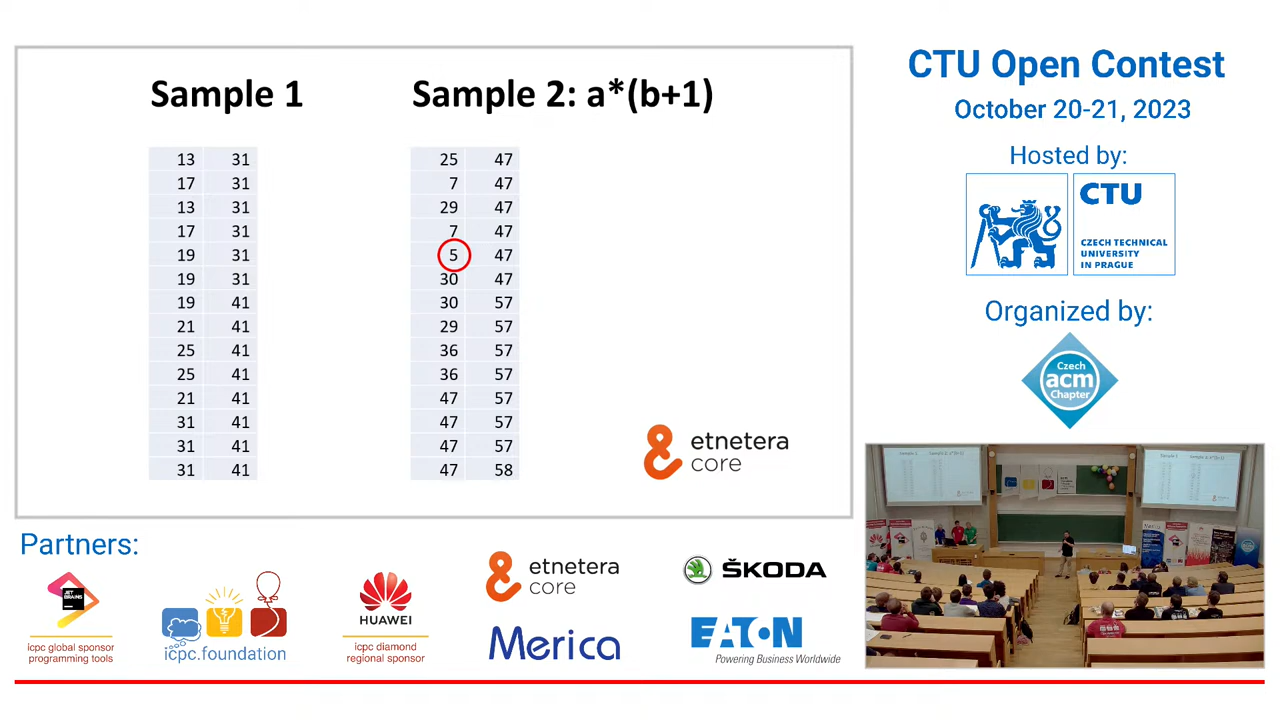 Sample 1
13 31
17 31
13 31
17 31
19 31
19 31
19 41
21 41
25 41
25 41
21 41
31 41
31 41
31 41
Sample 2: a*(b+1)
25 47
7 47
29 47
7 47
5 47
30 47
30 57
29 57
36 57
36 57
47 57
47 57
47 57
47 58
etnetera
core
CTU Open Contest
October 20-21, 2023
Hosted by:
CTU
CZECH TECHNICAL
UNIVERSITY
IN PRAGUE
Organized by:
Czech
acm
Chapter
Partners:
JET
BRAINS
icpc global sponsor
programming tools
icpc.foundation
HUAWEI
icpc diamond
regional sponsor
etnetera
core
Merica
ŠKODA
EATON
Powering Business Worldwide